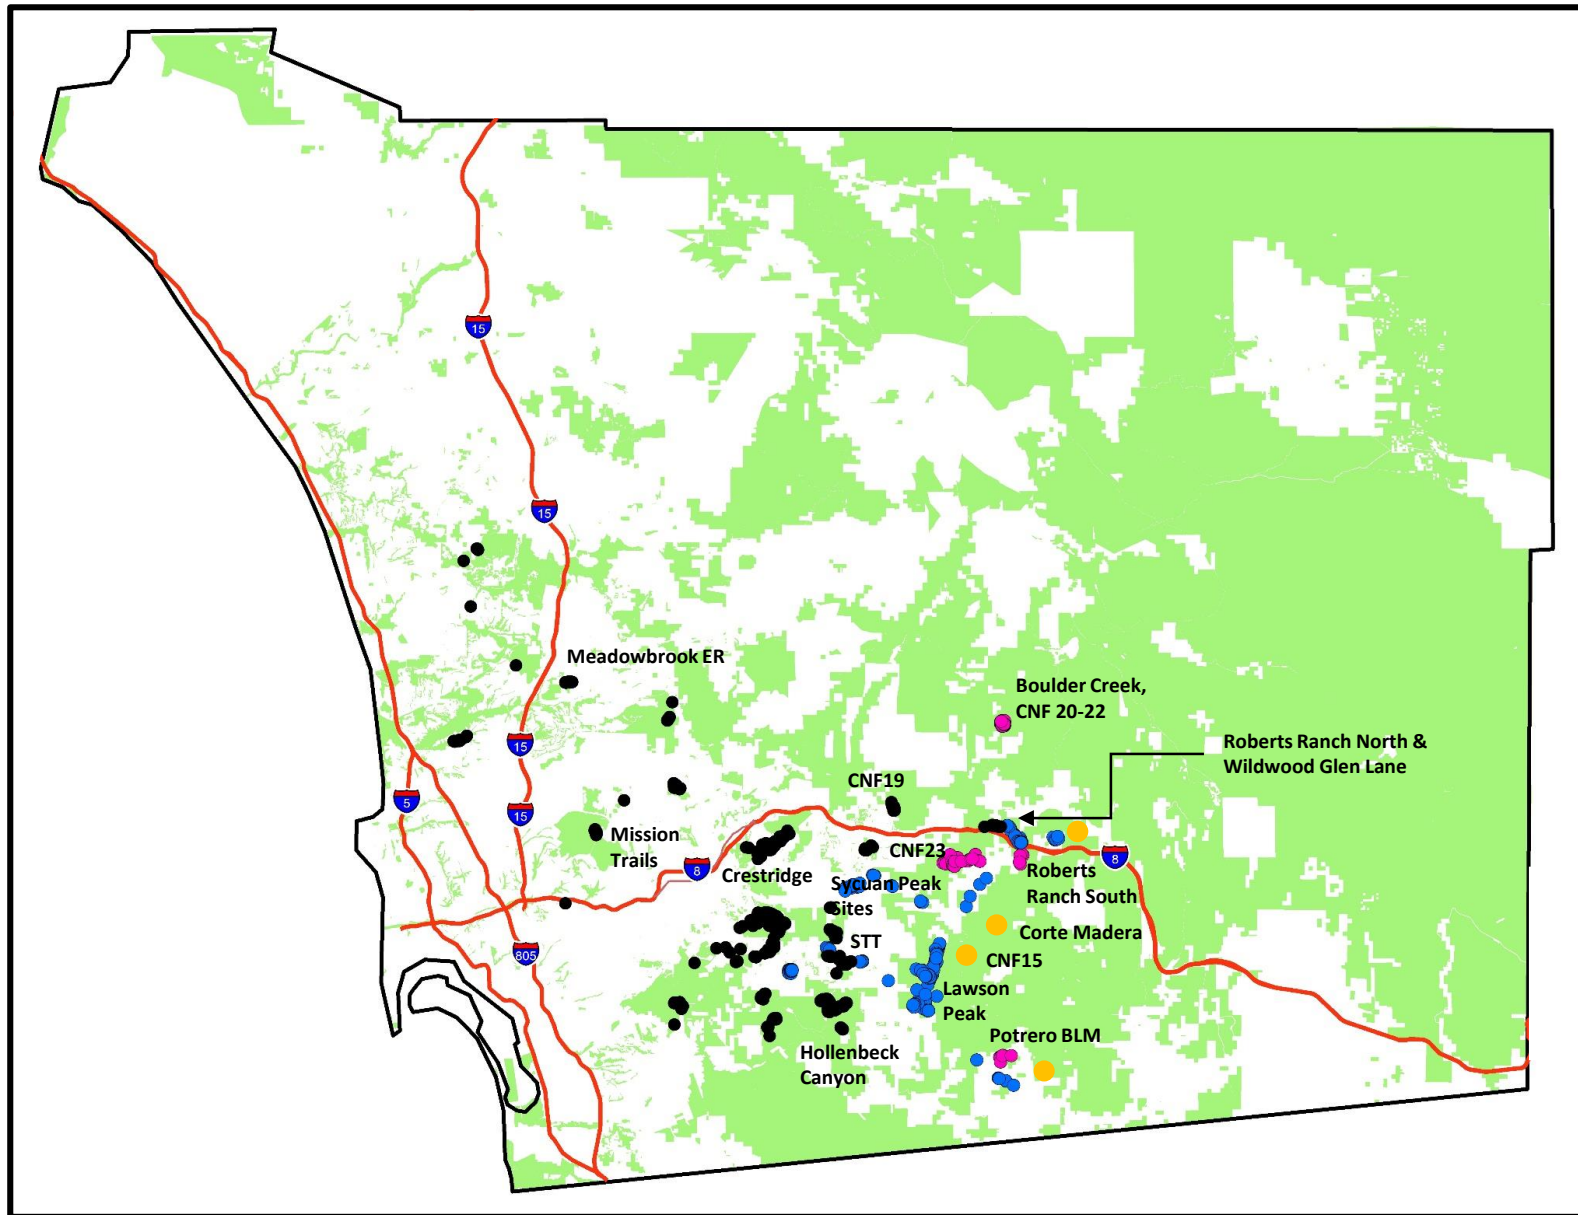 15
15
Meadowbrook ER
Boulder Creek,
CNF 20-22
Roberts Ranch North &
Wildwood Glen Lane
15
CNF19
5
15
Mission
Trails
8
Crestridge
CNF23
8
Sycuan Peak
Sites
Roberts
Ranch South
STT
Corte Madera
805
CNF15
Lawson
Peak
Potrero BLM
Hollenbeck
Canyon